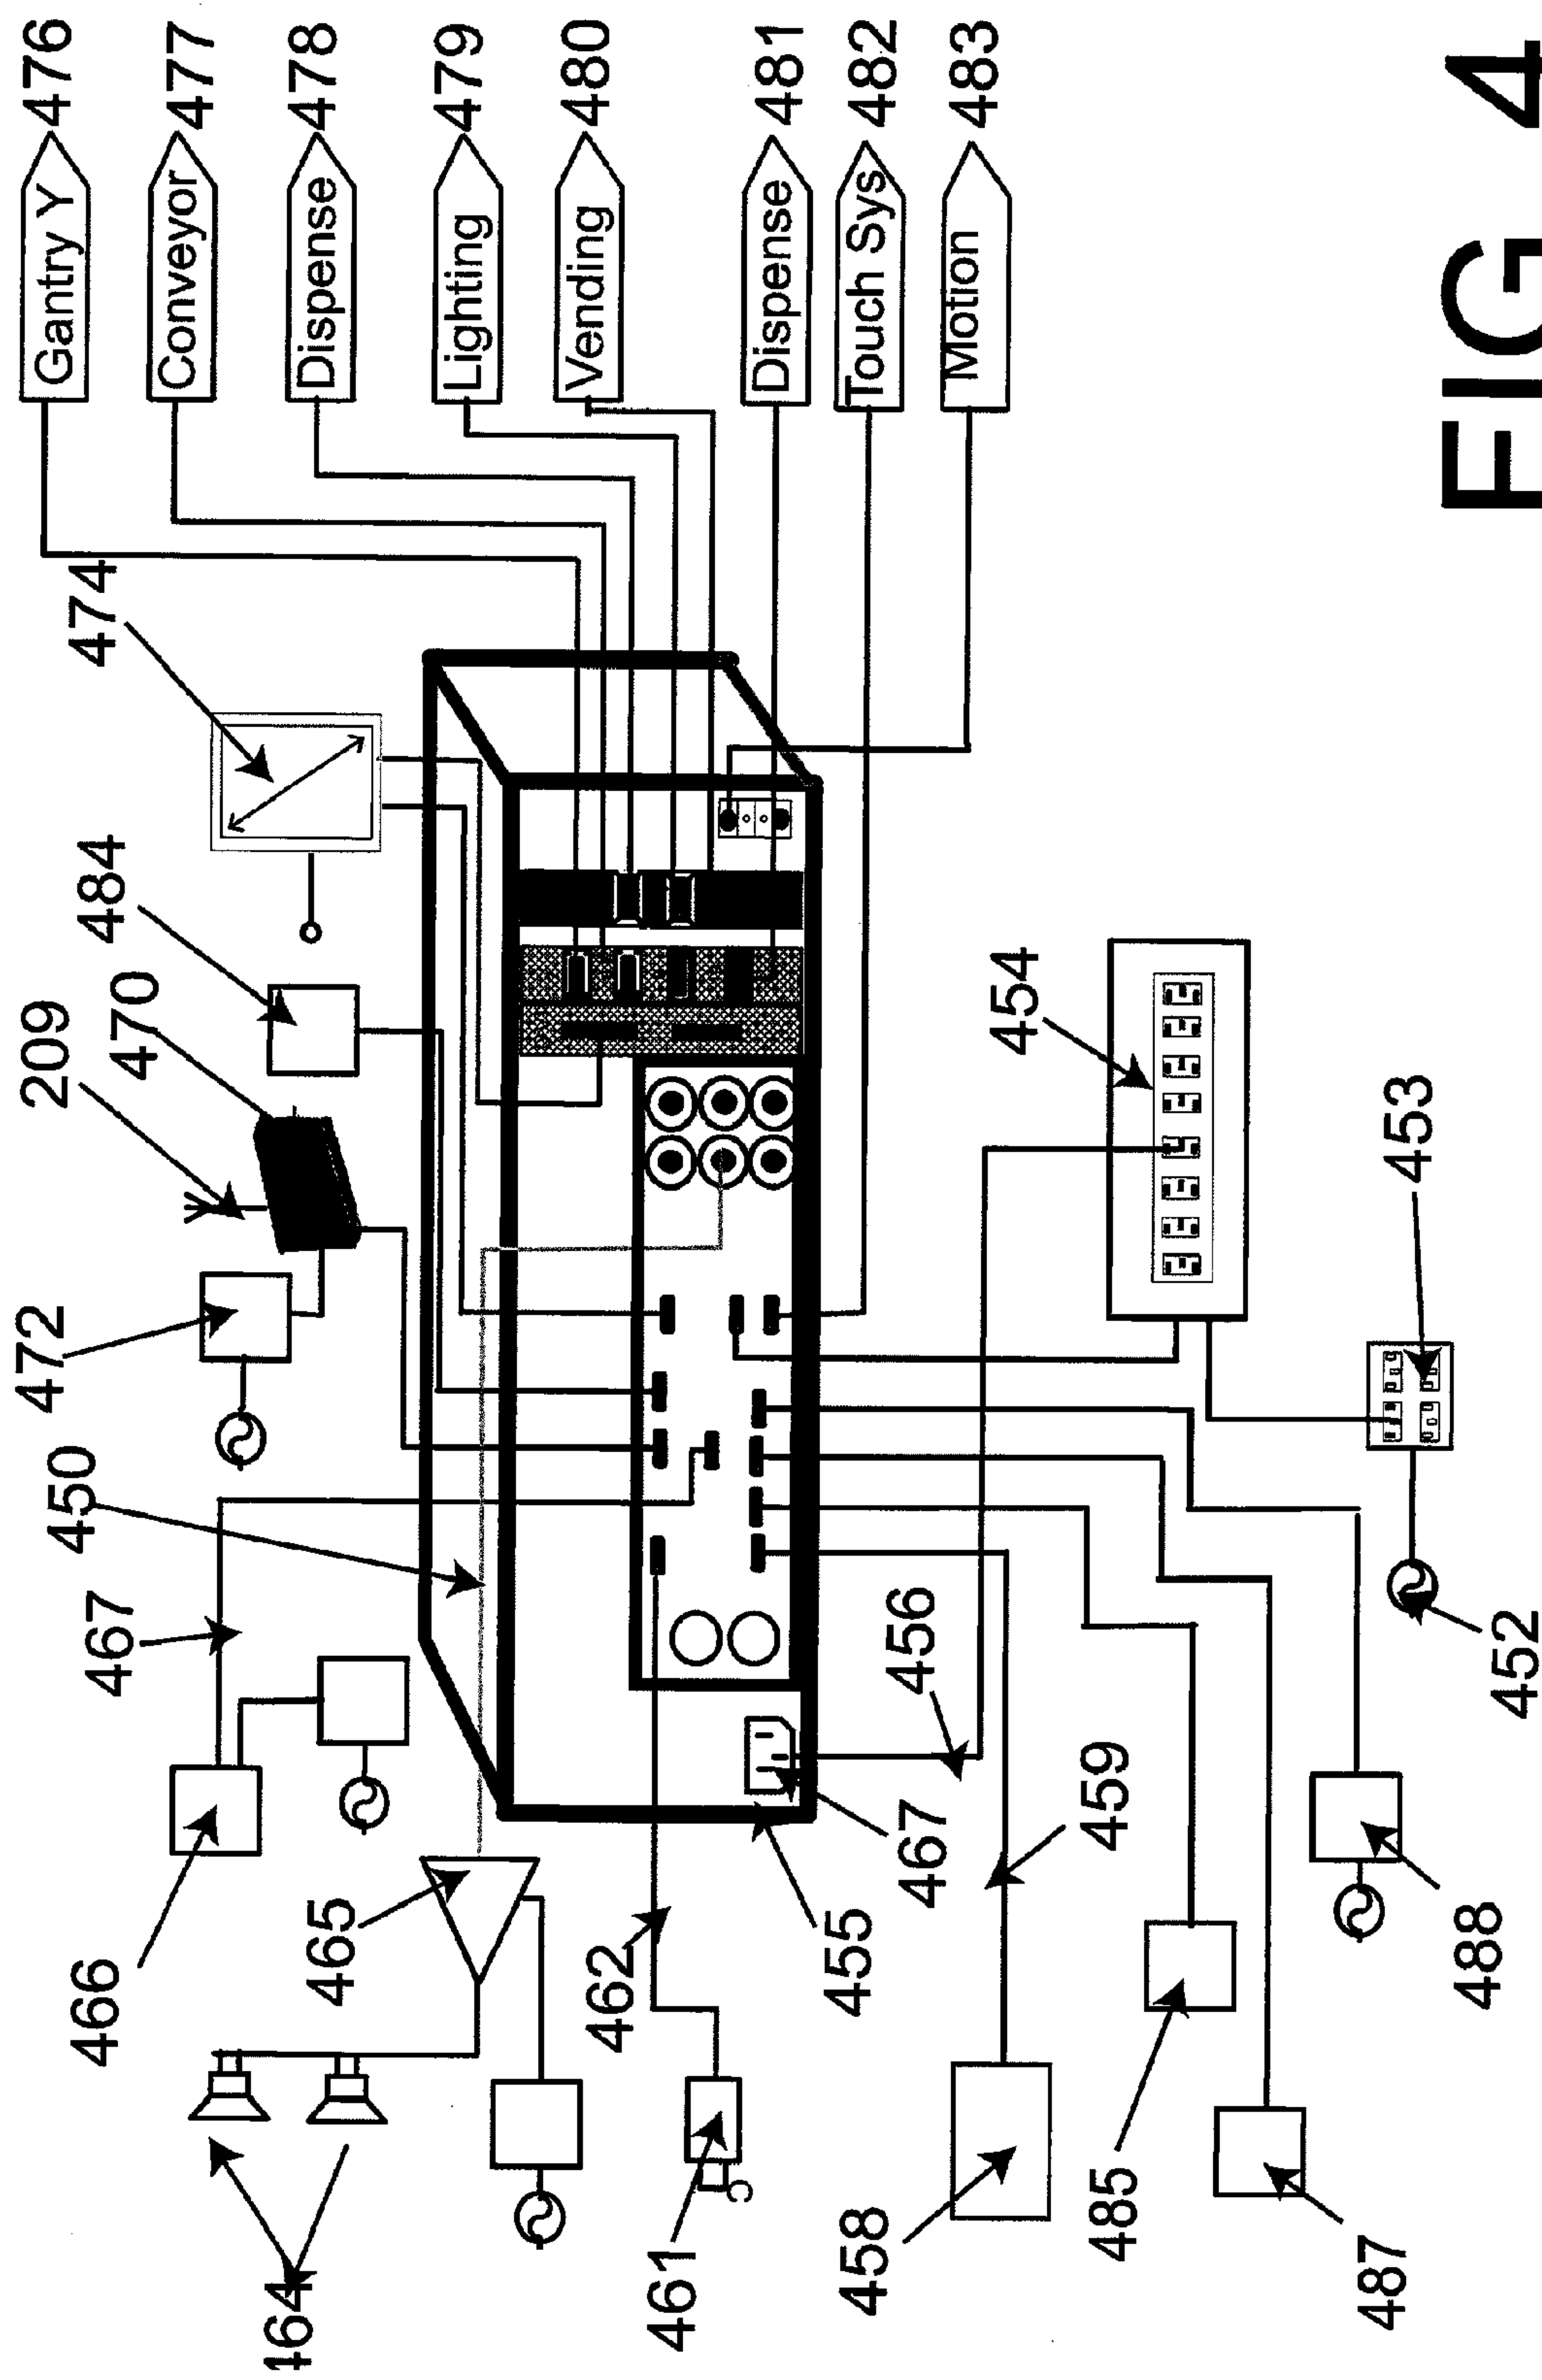 Gantry Y 476
Conveyor 477
Dispense 478
Lighting 479
Vending 480
Dispense 481
Touch Sys 482
Motion 483
474
484
470
209
472
450
467
466
465
464
462
461
455
467
456
459
458
485
487
488
454
453
452
C
FIG 4